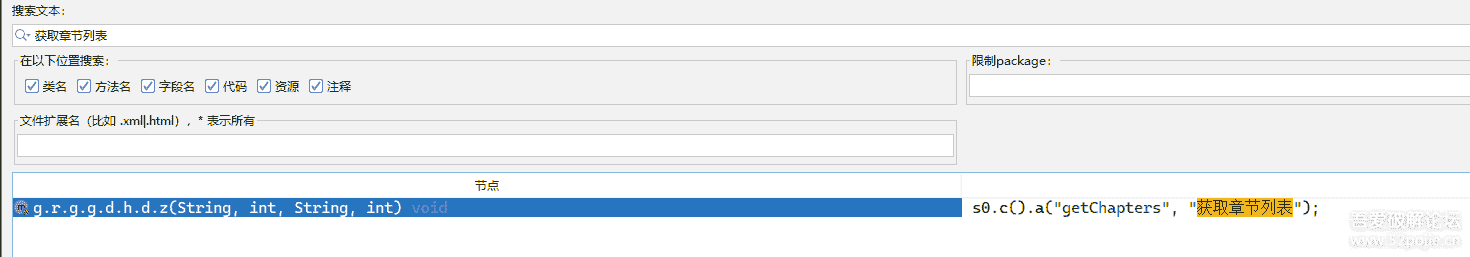 搜索文本:
获取章节列表
在以下位置搜索:
限制package:
类名 方法名 字段名 代码 资源 注释
文件扩展名（比如 .xml|.html），* 表示所有
节点
g.r.g.g.d.h.d.z(String, int, String, int) void
s0.c().a("getChapters", "获取章节列表");
吾爱破解论坛
www.52pojie.cn